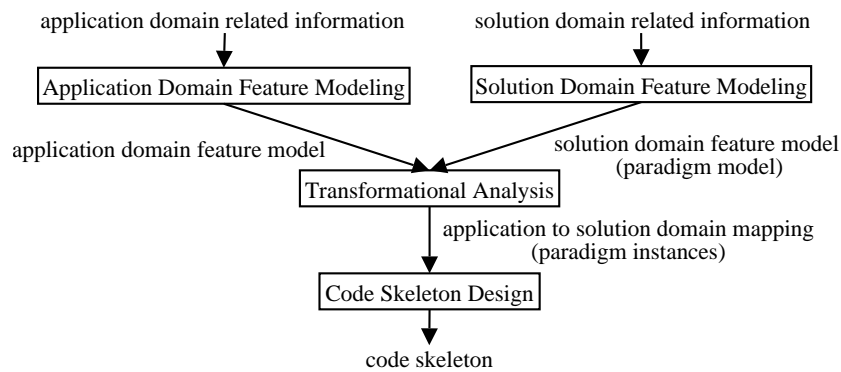 application domain related information
solution domain related information
Application Domain Feature Modeling
Solution Domain Feature Modeling
application domain feature model
solution domain feature model
(paradigm model)
Transformational Analysis
application to solution domain mapping
(paradigm instances)
Code Skeleton Design
code skeleton